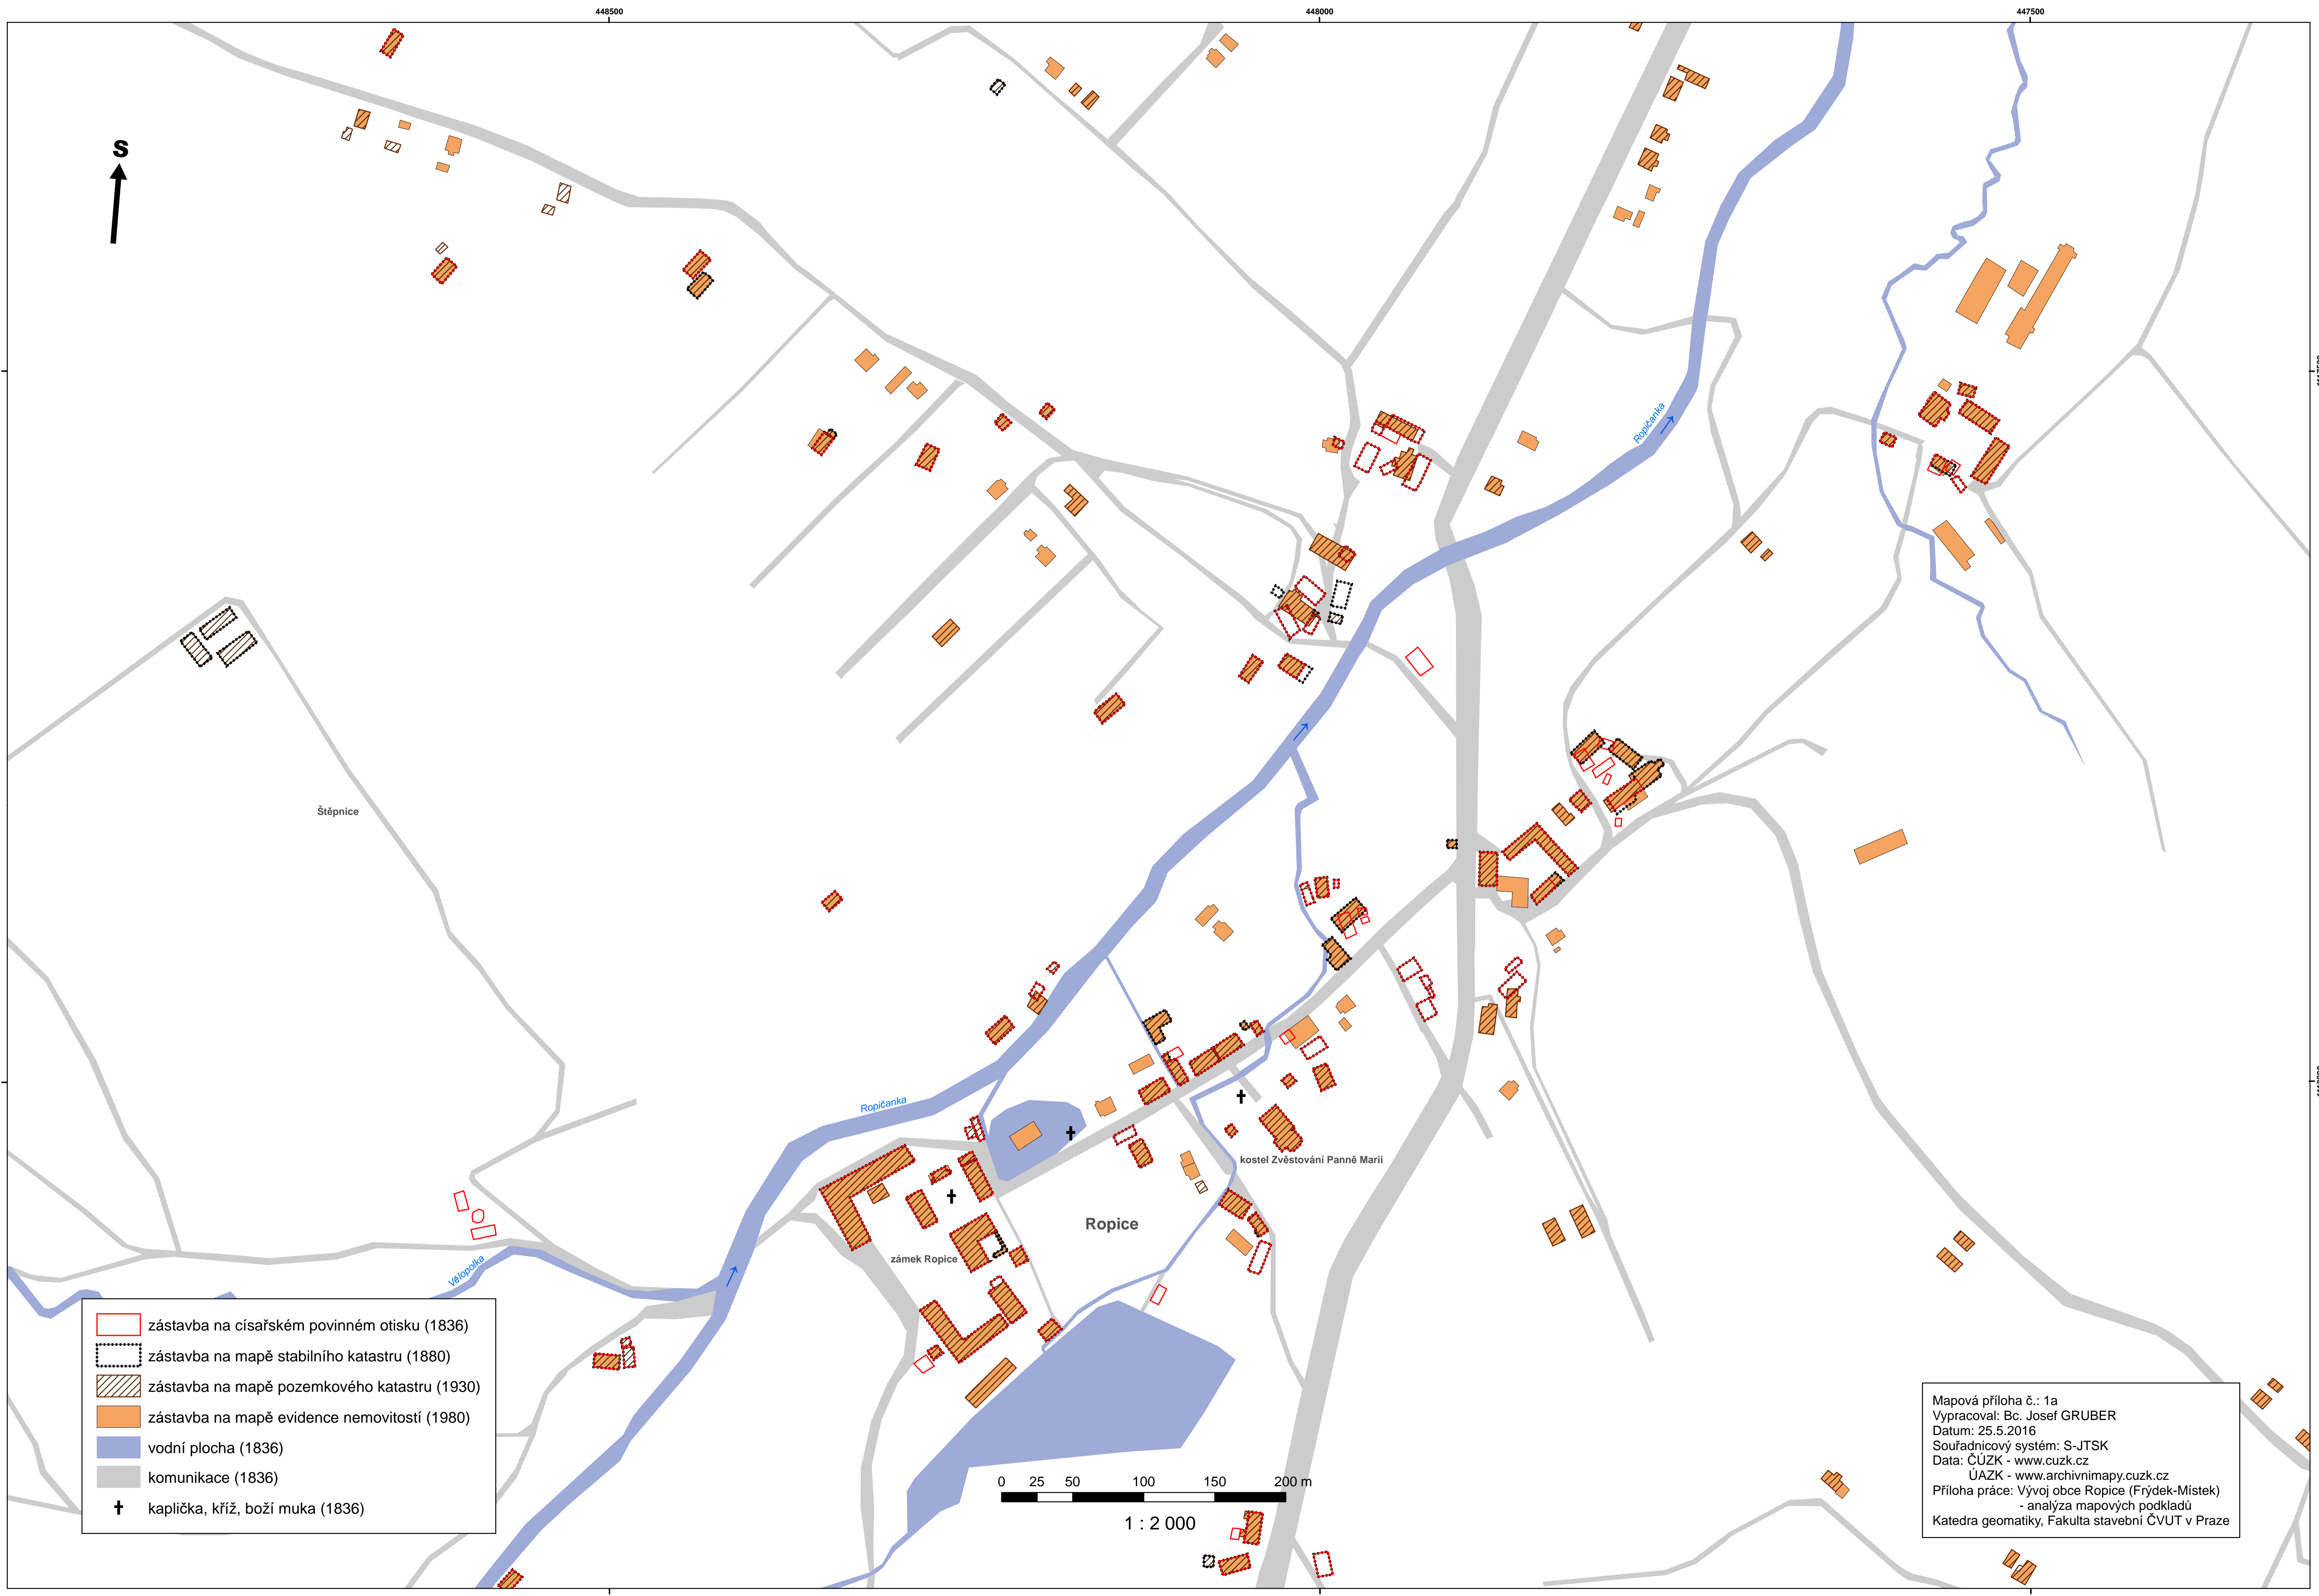 448500
448000
447500
S
Ropičanka
Štěpnice
Ropičanka
kostel Zvěstování Panně Marii
Ropice
zámek Ropice
Vělopolka
zástavba na císařském povinném otisku (1836)
zástavba na mapě stabilního katastru (1880)
zástavba na mapě pozemkového katastru (1930)
zástavba na mapě evidence nemovitostí (1980)
vodní plocha (1836)
komunikace (1836)
kaplička, kříž, boží muka (1836)
0 25 50 100 150 200 m
1 : 2 000
Mapová příloha č.: 1a
Vypracoval: Bc. Josef GRUBER
Datum: 25.5.2016
Souřadnicový systém: S-JTSK
Data: ČÚZK - www.cuzk.cz
ÚAZK - www.archivnimapy.cuzk.cz
Příloha práce: Vývoj obce Ropice (Frýdek-Místek)
- analýza mapových podkladů
Katedra geomatiky, Fakulta stavební ČVUT v Praze